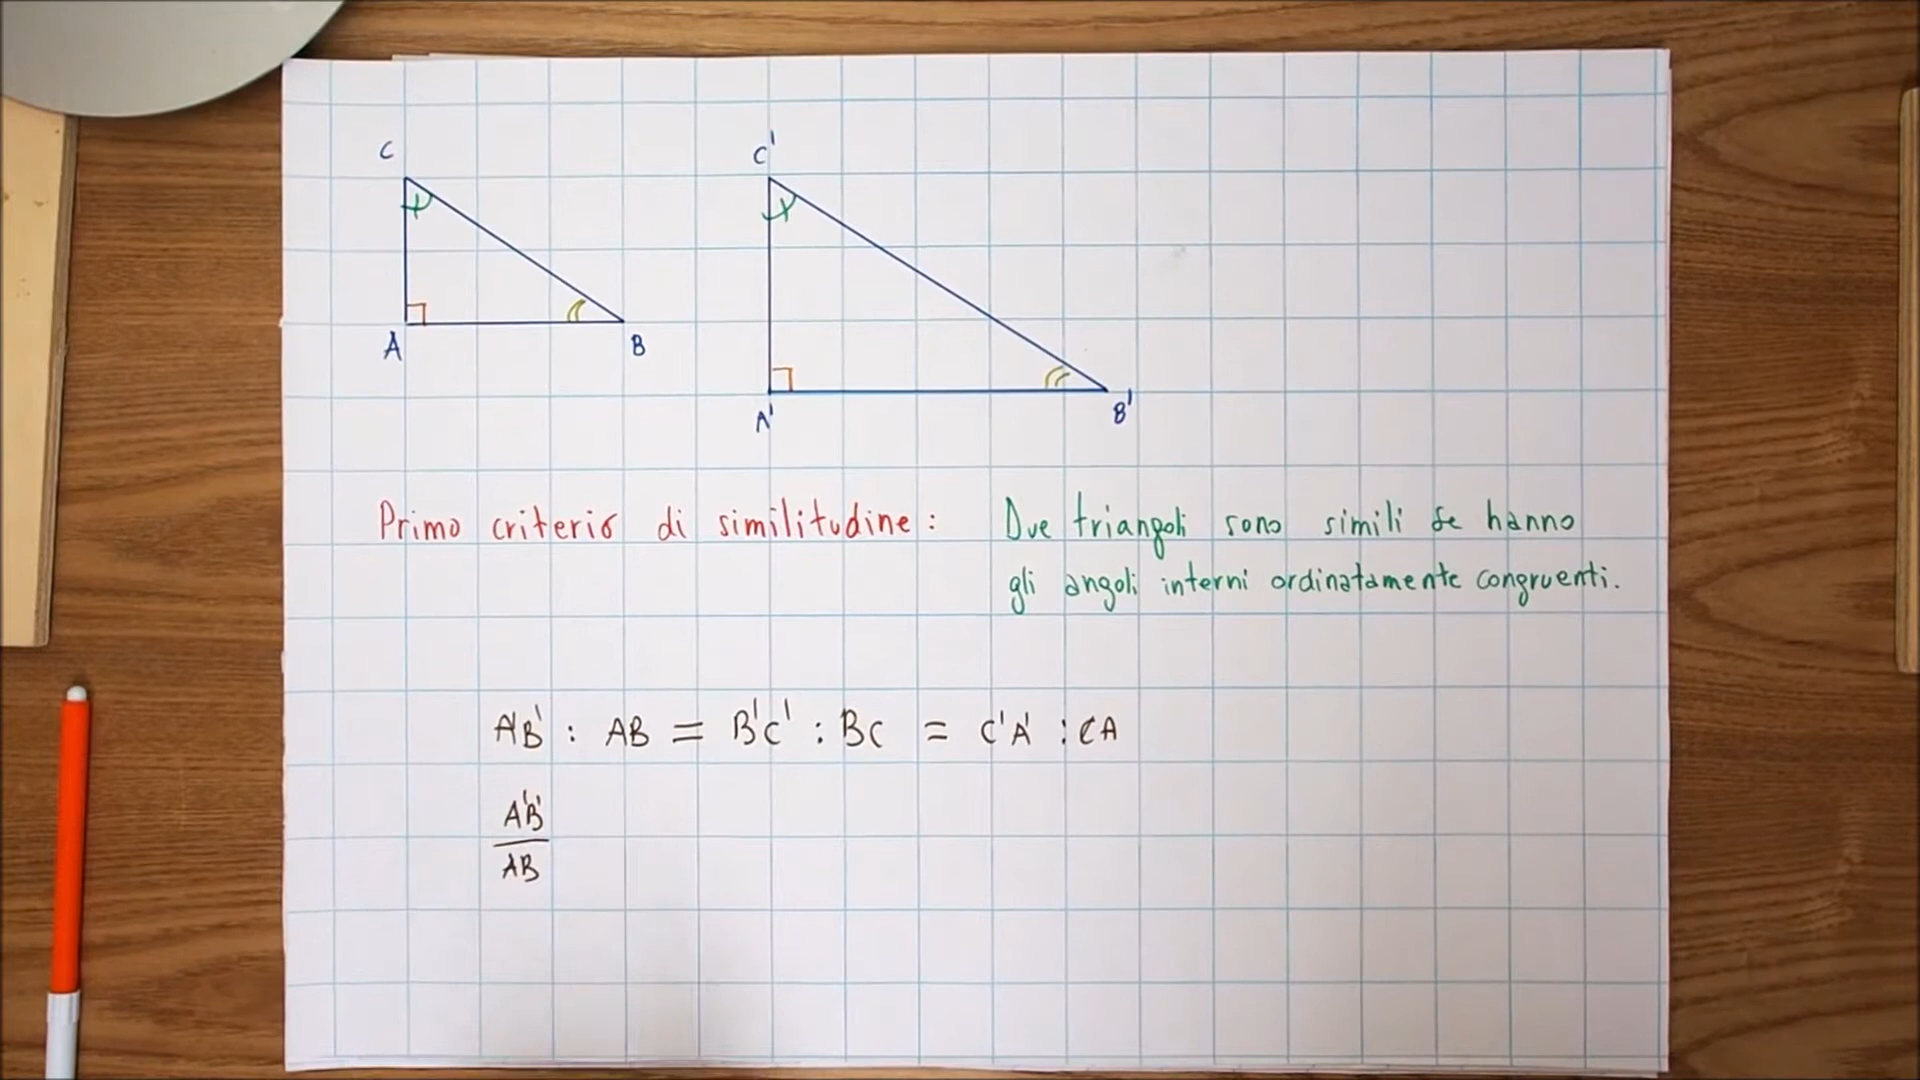 C C'
A B
A' B'
Primo criterio di similitudine: Due triangoli sono simili se hanno
gli angoli interni ordinatamente congruenti.
A'B' : AB = B'C' : BC = C'A' : CA
A'B'
AB